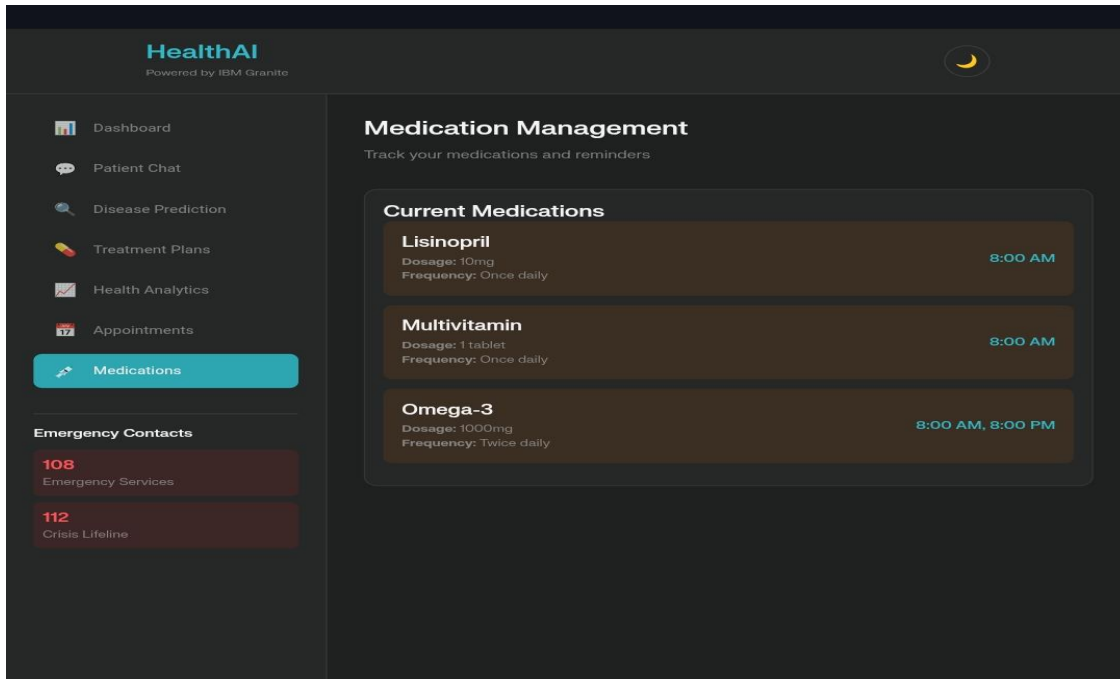 HealthAI
Powered by IBM Granite
Dashboard
Patient Chat
Disease Prediction
Treatment Plans
Health Analytics
17
Appointments
Medications
Emergency Contacts
108
Emergency Services
112
Crisis Lifeline
Medication Management
Track your medications and reminders
Current Medications
Lisinopril
Dosage: 10mg
Frequency: Once daily
8:00 AM
Multivitamin
Dosage: 1 tablet
Frequency: Once daily
8:00 AM
Omega-3
Dosage: 1000mg
Frequency: Twice daily
8:00 AM, 8:00 PM